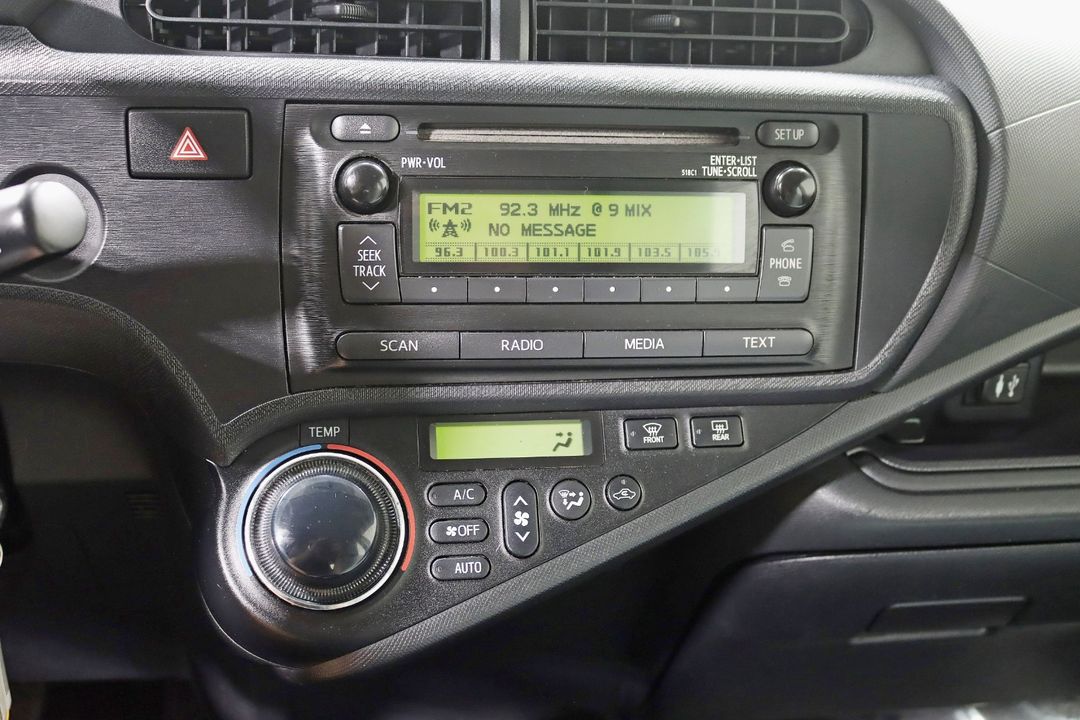 SET UP
PWR•VOL
ENTER•LIST
518C1 TUNE•SCROLL
FM2 92.3 MHz @ 9 MIX
NO MESSAGE
96.3 100.3 101.1 101.9 103.5 105.9
SEEK
TRACK
PHONE
SCAN RADIO MEDIA TEXT
TEMP
FRONT
REAR
A/C
OFF
AUTO